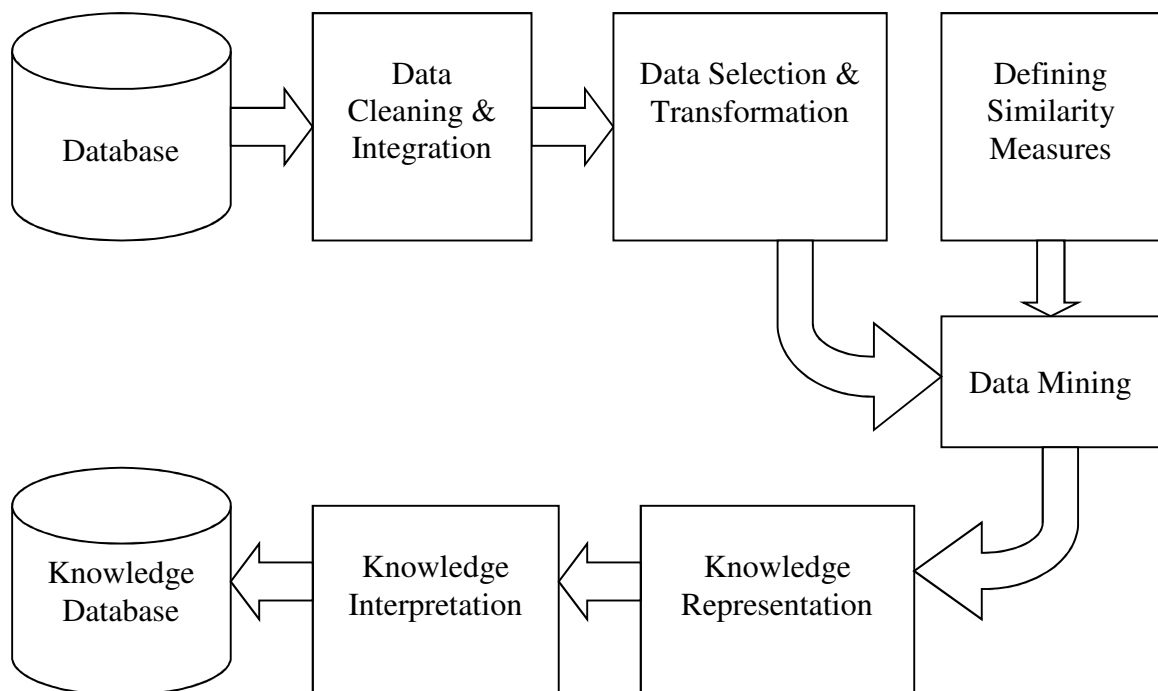 Database
Data
Cleaning &
Integration
Data Selection &
Transformation
Defining
Similarity
Measures
Data Mining
Knowledge
Database
Knowledge
Interpretation
Knowledge
Representation